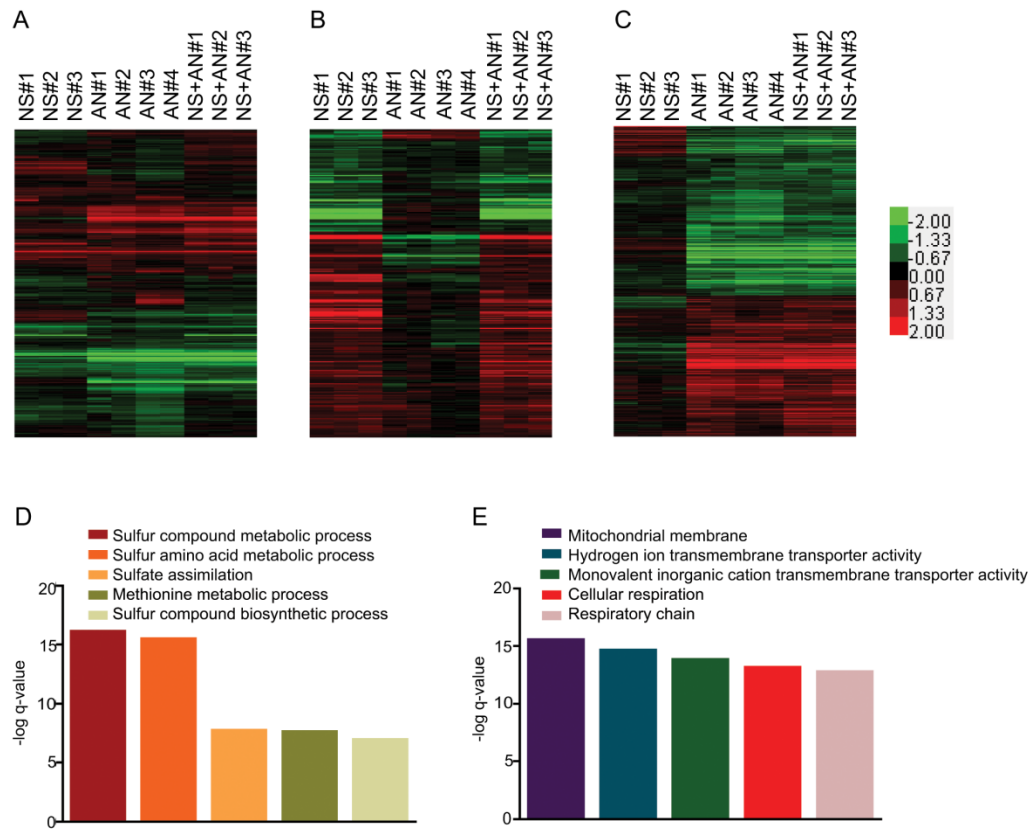 A
NS#1 NS#2 NS#3 AN#1 AN#2 AN#3 AN#4 NS+AN#1 NS+AN#2 NS+AN#3
B
NS#1 NS#2 NS#3 AN#1 AN#2 AN#3 AN#4 NS+AN#1 NS+AN#2 NS+AN#3
C
NS#1 NS#2 NS#3 AN#1 AN#2 AN#3 AN#4 NS+AN#1 NS+AN#2 NS+AN#3
-2.00
-1.33
-0.67
0.00
0.67
1.33
2.00
D
Sulfur compound metabolic process
Sulfur amino acid metabolic process
Sulfate assimilation
Methionine metabolic process
Sulfur compound biosynthetic process
-log q-value
20
15
10
5
0
E
Mitochondrial membrane
Hydrogen ion transmembrane transporter activity
Monovalent inorganic cation transmembrane transporter activity
Cellular respiration
Respiratory chain
-log q-value
20
15
10
5
0